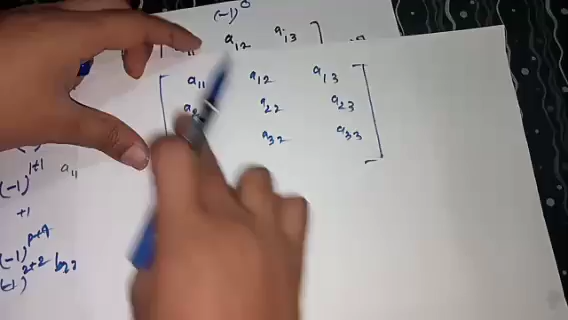 (-1)^0
a12 a13
a11 a12 a13
a22 a23
a32 a33
(-1)^1+1 a11
+1
(-1)^p+q
(-1)^2+2 b22